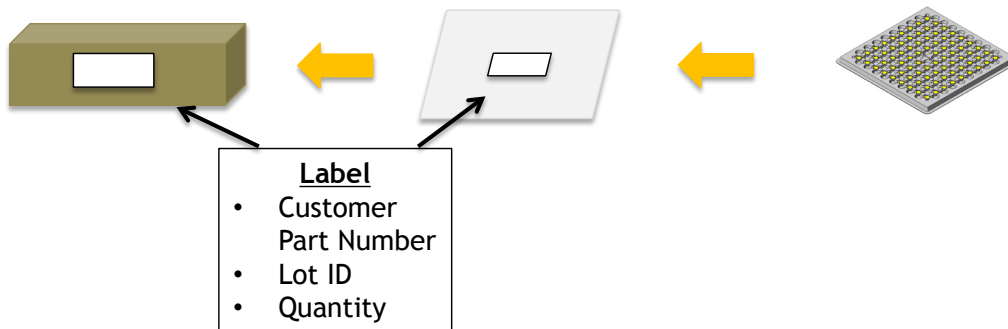 Label
• Customer
Part Number
• Lot ID
• Quantity